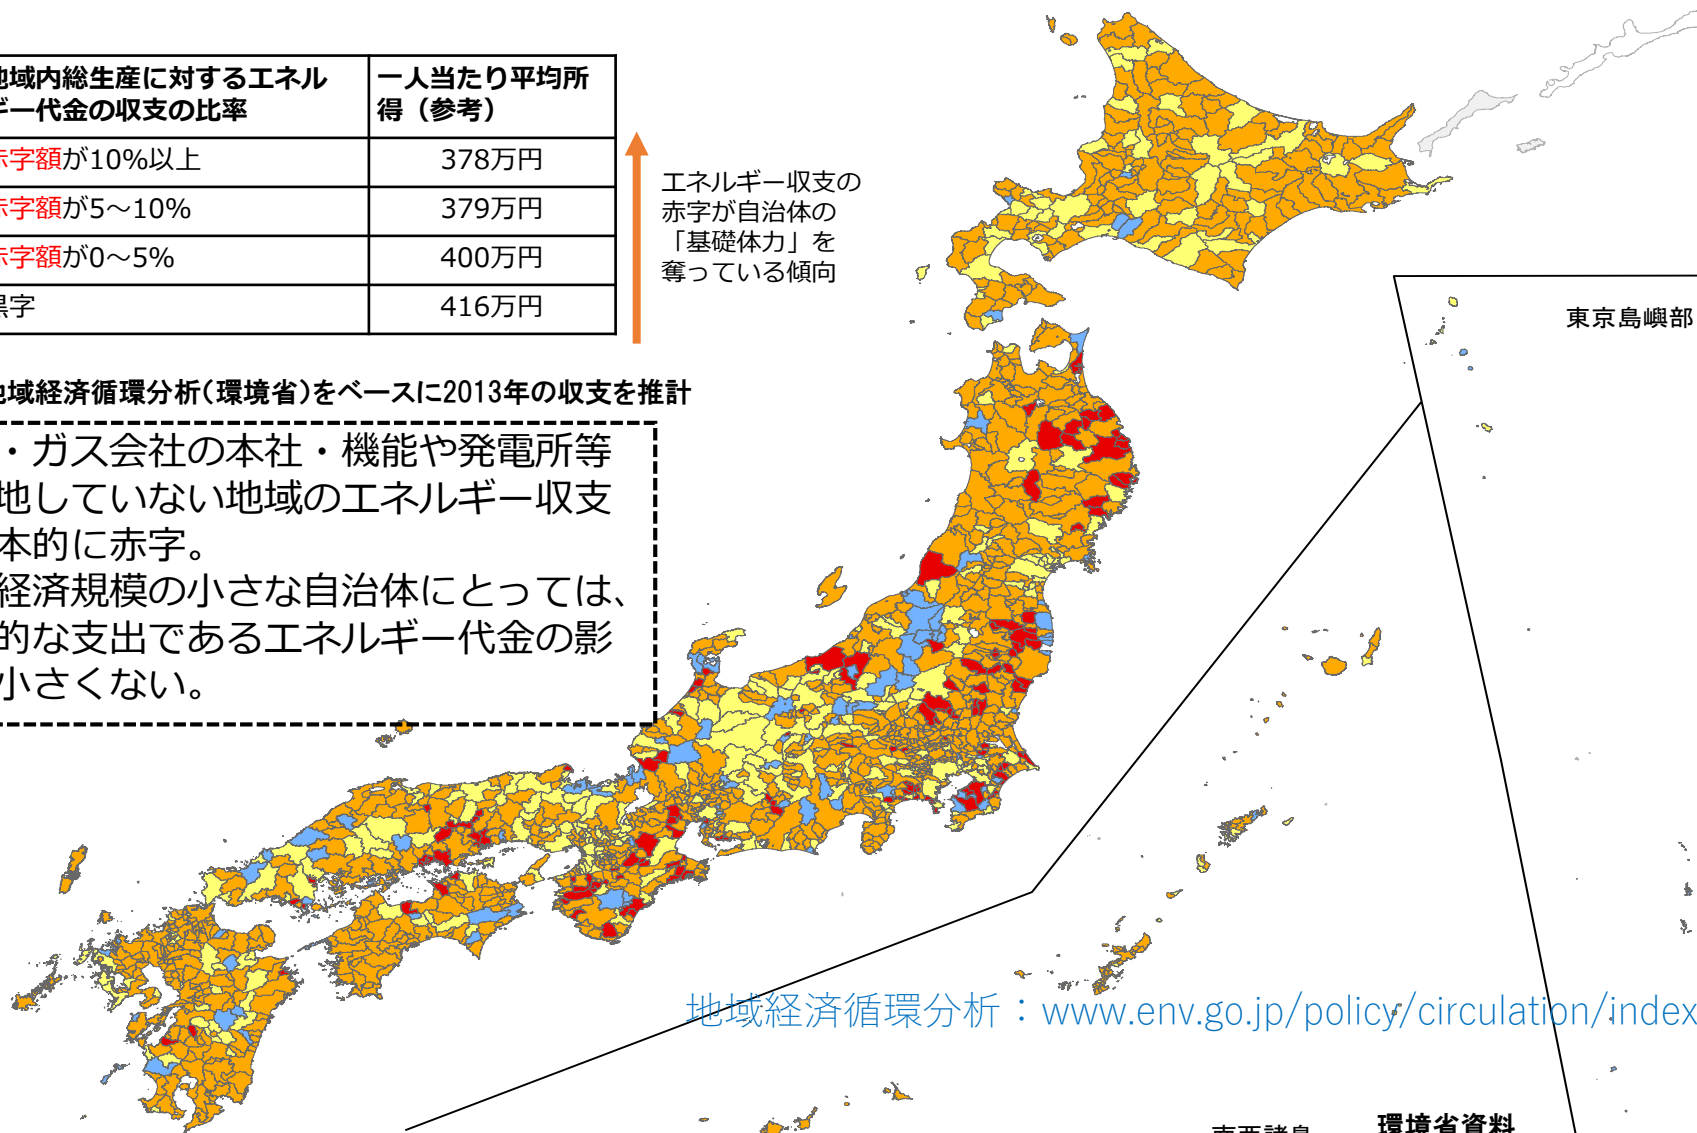 地域内総生産に対するエネル
ギー代金の収支の比率
一人当たり平均所
得（参考）
赤字額が10%以上
378万円
赤字額が5～10%
379万円
赤字額が0～5%
400万円
黒字
416万円
エネルギー収支の
赤字が自治体の
「基礎体力」を
奪っている傾向
地域経済循環分析(環境省)をベースに2013年の収支を推計
・ガス会社の本社・機能や発電所等
地していない地域のエネルギー収支
本的に赤字。
経済規模の小さな自治体にとっては、
的な支出であるエネルギー代金の影
小さくない。
東京島嶼部
地域経済循環分析：www.env.go.jp/policy/circulation/index
南西諸島
環境省資料